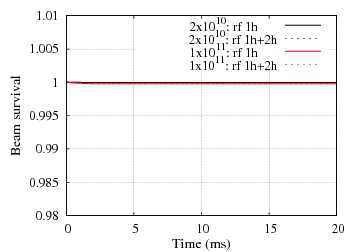 1.01
1.005
1
0.995
0.99
0.985
0.98
Beam survival
2x10^10: rf 1h
2x10^10: rf 1h+2h
1x10^11: rf 1h
1x10^11: rf 1h+2h
0 5 10 15 20
Time (ms)